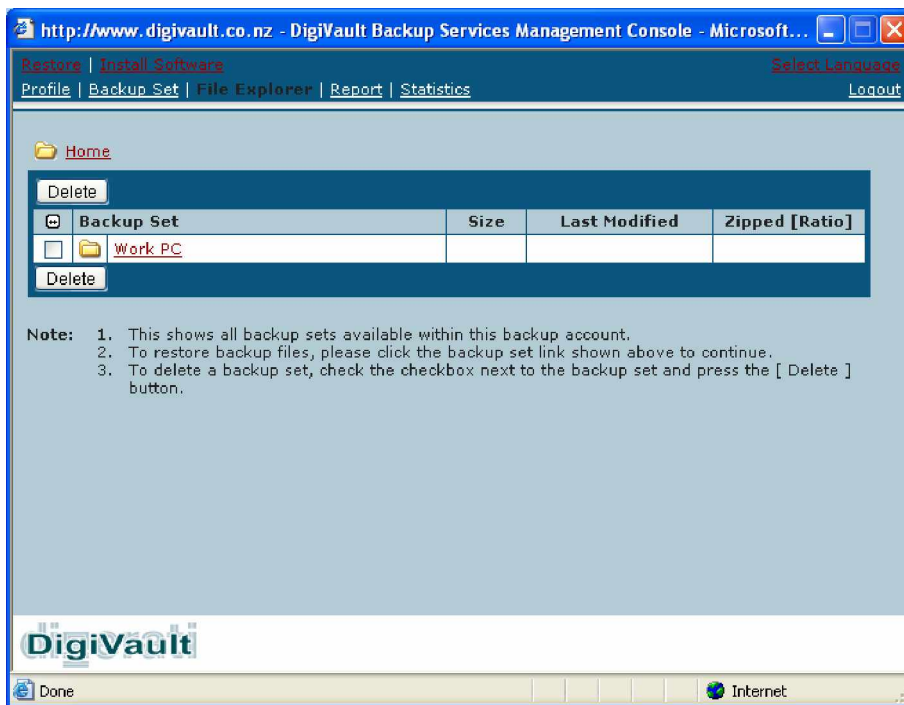 http://www.digivault.co.nz - DigiVault Backup Services Management Console - Microsoft...
Restore | Install Software Select Language
Profile | Backup Set | File Explorer | Report | Statistics Logout
Home
Delete
Backup Set Size Last Modified Zipped [Ratio]
Work PC
Delete
Note: 1. This shows all backup sets available within this backup account.
2. To restore backup files, please click the backup set link shown above to continue.
3. To delete a backup set, check the checkbox next to the backup set and press the [ Delete ]
button.
DigiVault
Done Internet